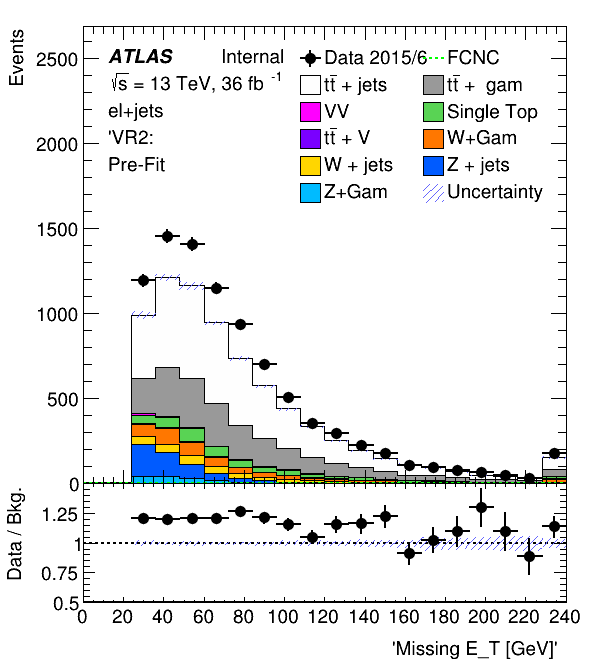 Events
2500
2000
1500
1000
500
0
ATLAS Internal
√s = 13 TeV, 36 fb -1
el+jets
'VR2:
Pre-Fit
Data 2015/6 FCNC
tt̄ + jets tt̄ + gam
VV Single Top
tt̄ + V W+Gam
W + jets Z + jets
Z+Gam Uncertainty
Data / Bkg.
1.25
1
0.75
0.5
0 20 40 60 80 100 120 140 160 180 200 220 240
'Missing E_T [GeV]'